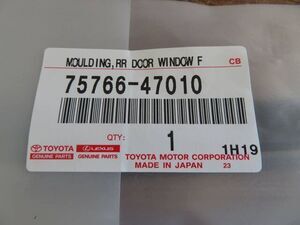 MOULDING, RR DOOR WINDOW F CB
75766-47010
QTY: 1 1H19
TOYOTA LEXUS TOYOTA MOTOR CORPORATION
GENUINE PARTS GENUINE PARTS MADE IN JAPAN 23